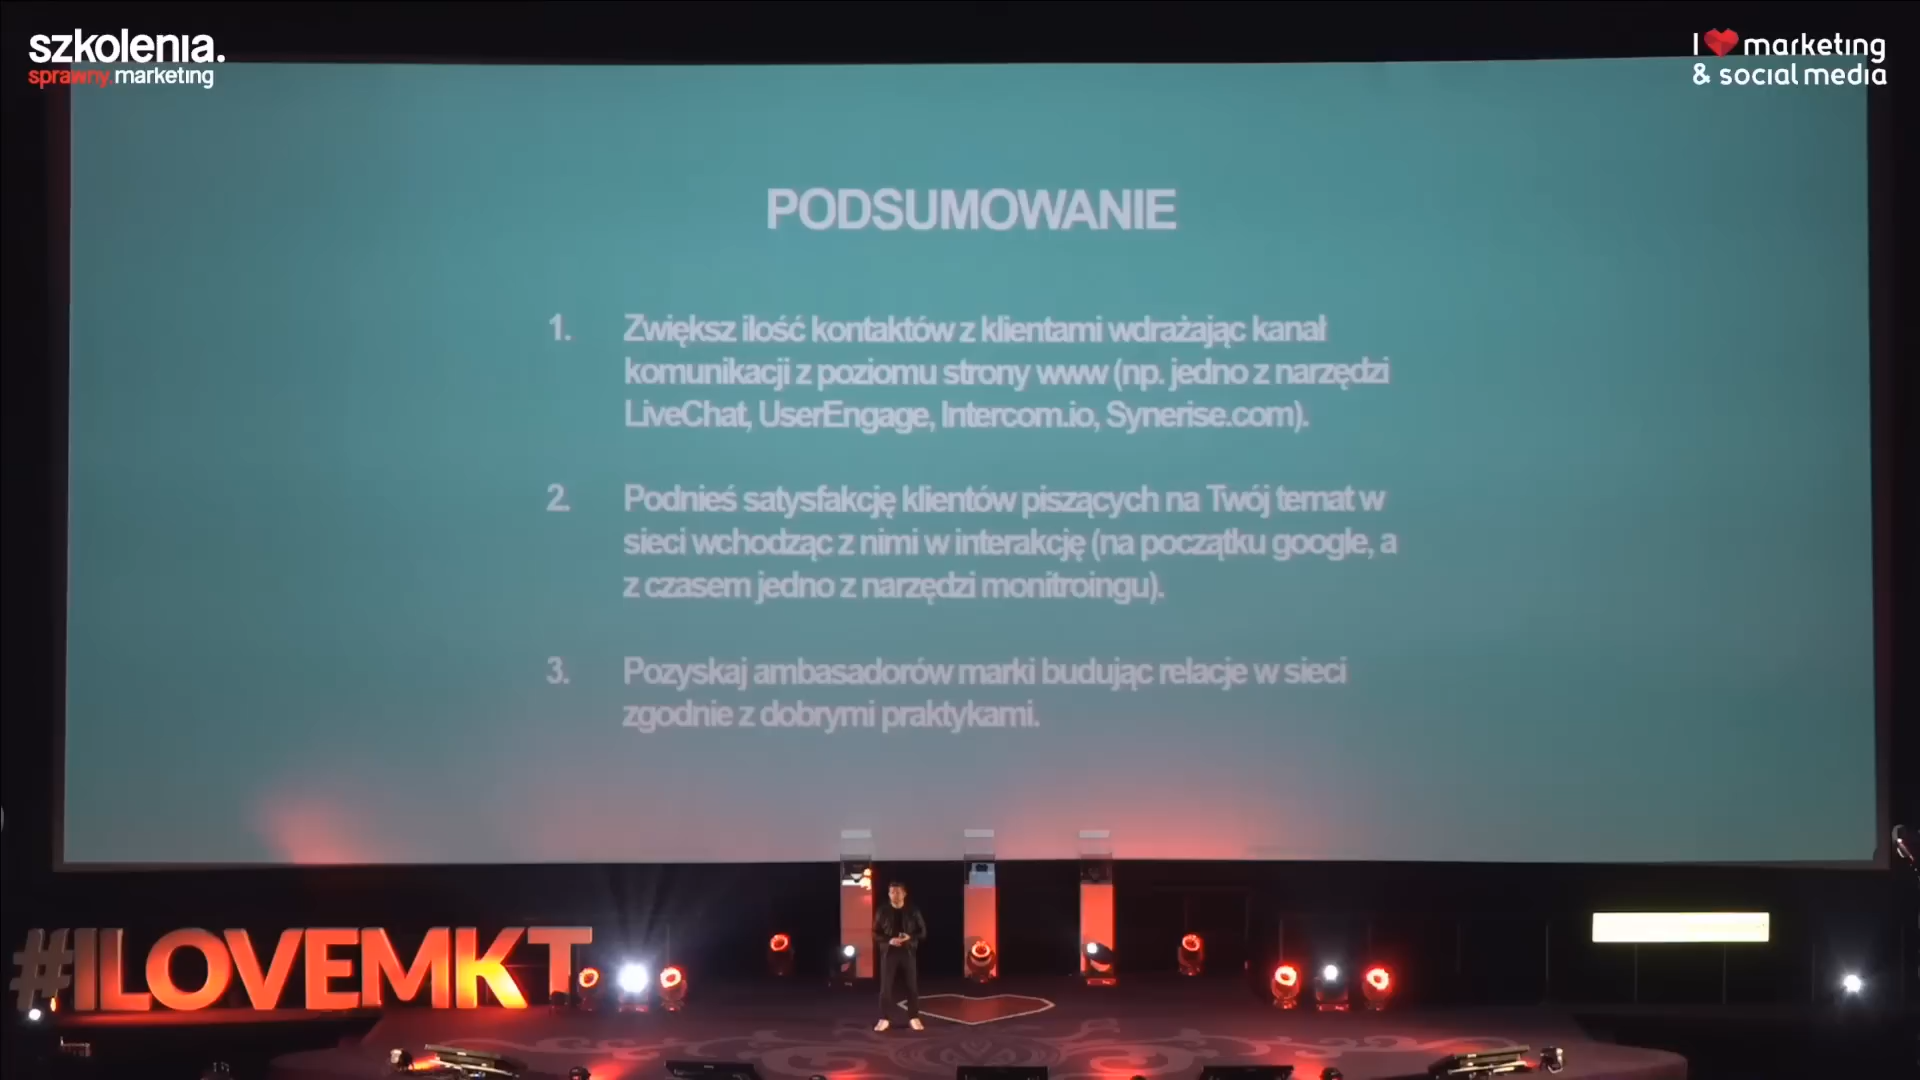 szkolenia.
sprawny.marketing
I marketing
& social media
PODSUMOWANIE
1. Zwiększ ilość kontaktów z klientami wdrażając kanał
komunikacji z poziomu strony www (np. jedno z narzędzi
LiveChat, UserEngage, Intercom.io, Synerise.com).
2. Podnieś satysfakcję klientów piszących na Twój temat w
sieci wchodząc z nimi w interakcję (na początku google, a
z czasem jedno z narzędzi monitroingu).
3. Pozyskaj ambasadorów marki budując relacje w sieci
zgodnie z dobrymi praktykami.
#ILOVEMKT